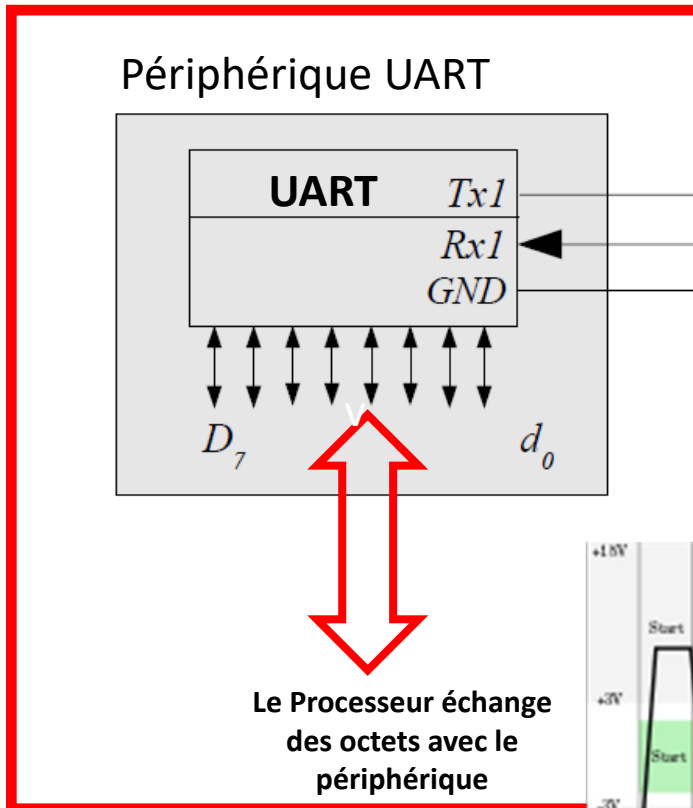 Périphérique UART
UART
Tx1
Rx1
GND
V
D7
d0
+15V
Start
+3V
Start
-3V
Le Processeur échange
des octets avec le
périphérique